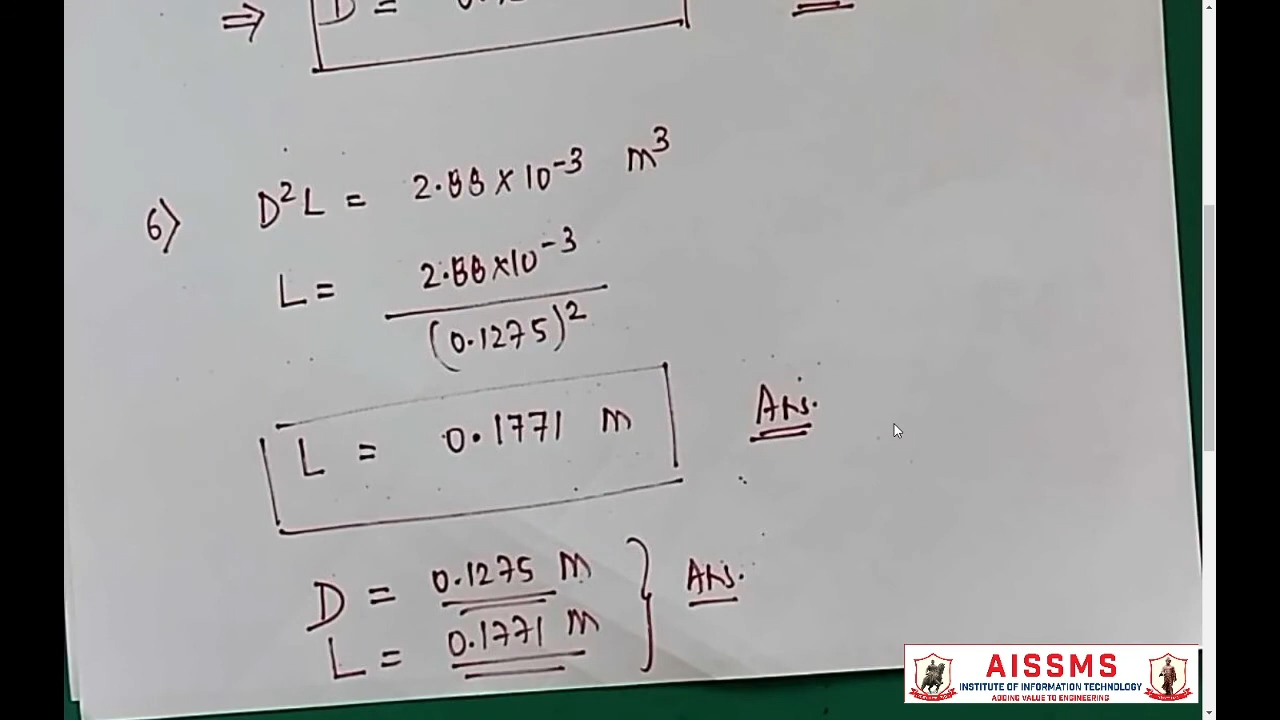 ⇒ D =
6) D²L = 2.88 × 10⁻³ m³
L = 2.88 × 10⁻³
(0.1275)²
L = 0.1771 m Ans.
D = 0.1275 m
L = 0.1771 m
Ans.
AISSMS
INSTITUTE OF INFORMATION TECHNOLOGY
ADDING VALUE TO ENGINEERING